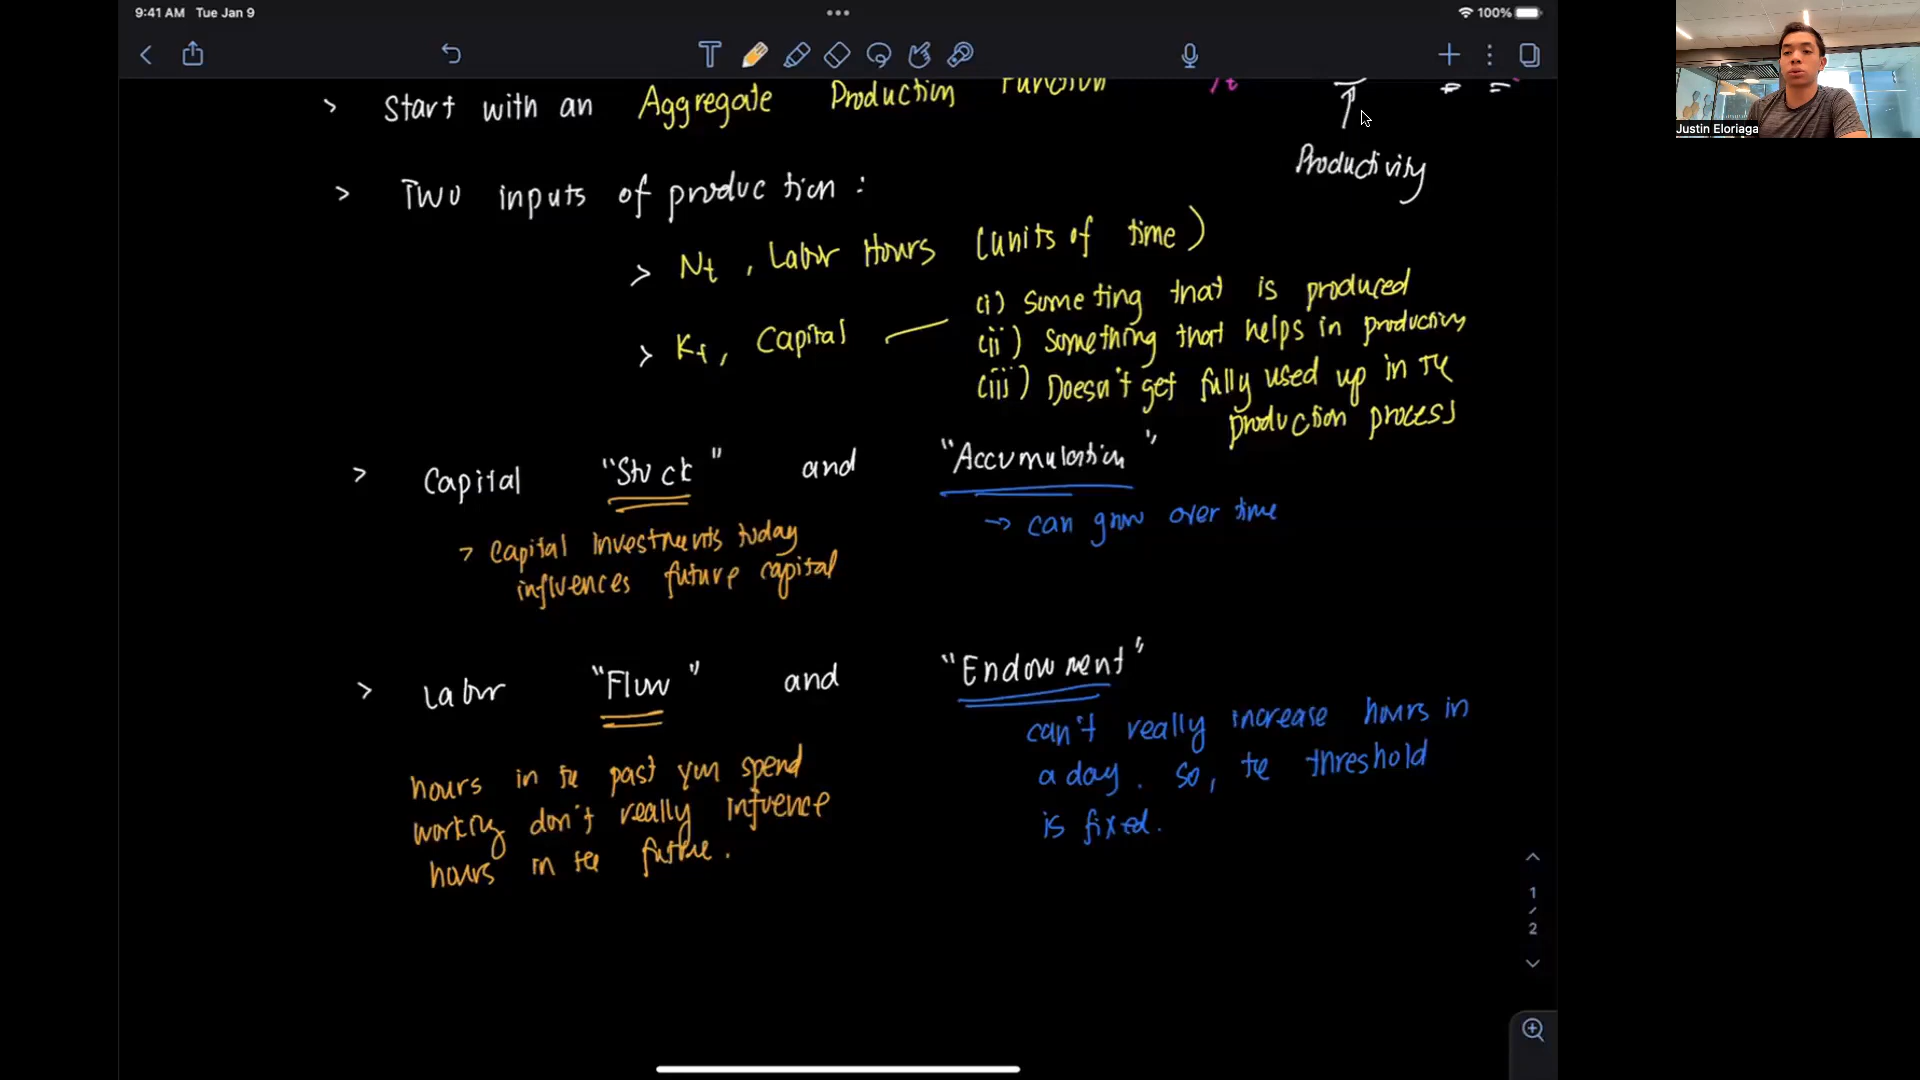 9:41 AM Tue Jan 9
100%
Justin Eloriaga
> Start with an Aggregate Production Function
Productivity
> Two inputs of production :
> Nt , Labor Hours (units of time)
> Kt , Capital — (i) Someting that is produced
(ii) Something that helps in production
(iii) Doesn't get fully used up in the
production process
> Capital "Stock" and "Accumulation"
> Capital investments today
influences future capital
→ can grow over time
> Labor "Flow" and "Endowment"
hours in the past you spend
working don't really influence
hours in the future.
can't really increase hours in
a day. So, the threshold
is fixed.
1
/
2